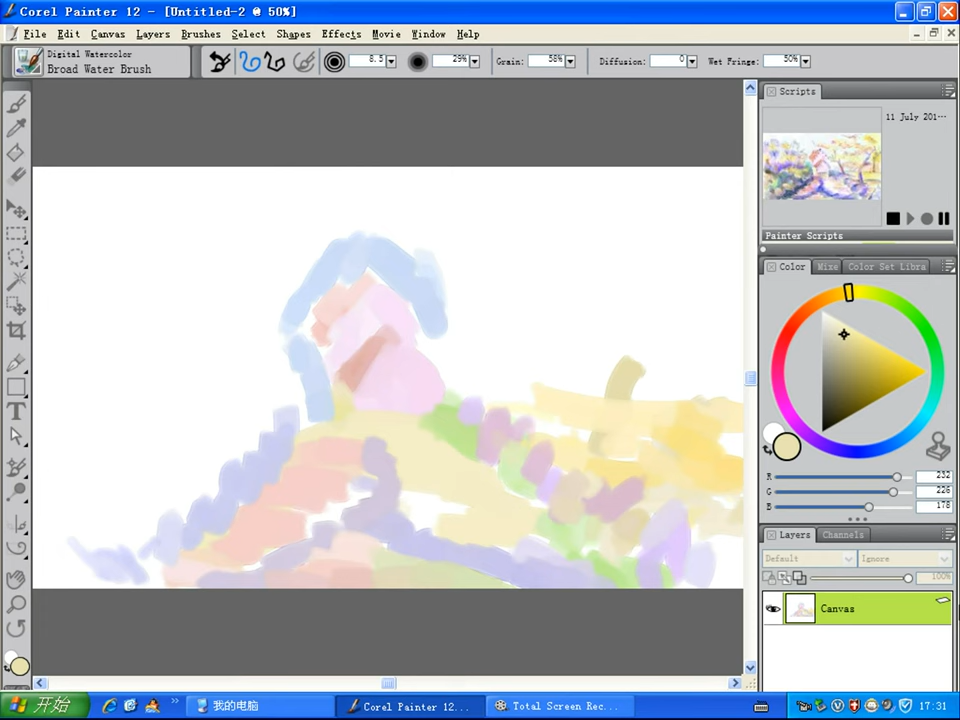 Corel Painter 12 - [Untitled-2 @ 50%]
File Edit Canvas Layers Brushes Select Shapes Effects Movie Window Help
Digital Watercolor
Broad Water Brush
8.5 29% Grain: 58% Diffusion: 0 Wet Fringe: 50%
Scripts
11 July 201...
Painter Scripts
Color Mixe Color Set Libra
R 232
G 226
B 178
Layers Channels
Default Ignore
100%
Canvas
开始 我的电脑 Corel Painter 12... Total Screen Rec... 17:31